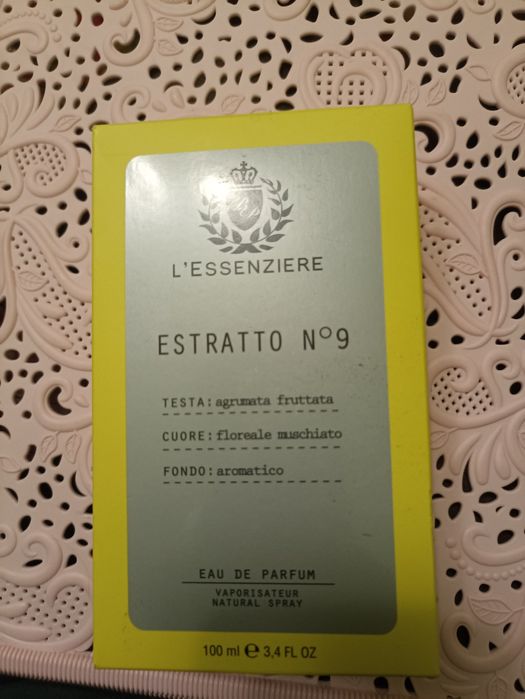 L'ESSENZIERE
ESTRATTO N°9
TESTA: agrumata fruttata
CUORE: floreale muschiato
FONDO: aromatico
EAU DE PARFUM
VAPORISATEUR
NATURAL SPRAY
100 ml ℮ 3,4 FL OZ